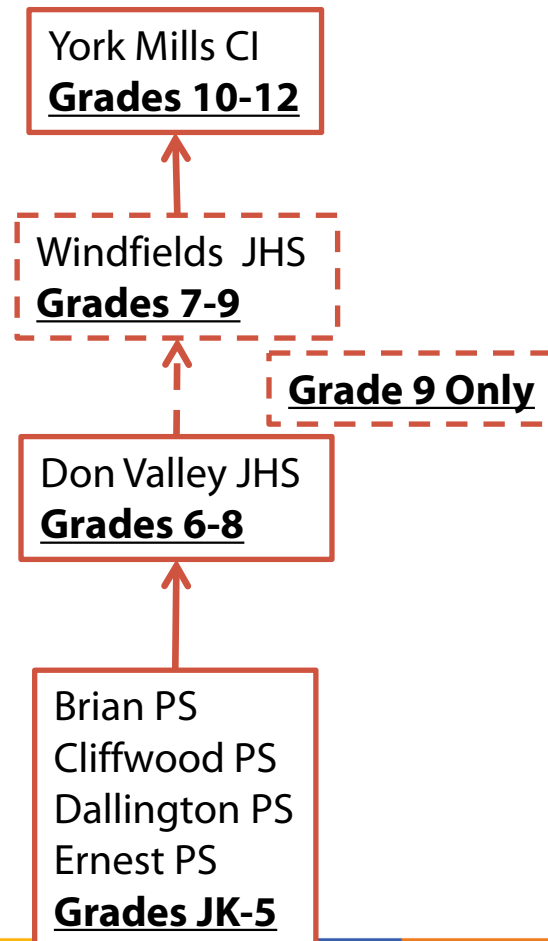 York Mills CI
Grades 10-12
Windfields JHS
Grades 7-9
Grade 9 Only
Don Valley JHS
Grades 6-8
Brian PS
Cliffwood PS
Dallington PS
Ernest PS
Grades JK-5